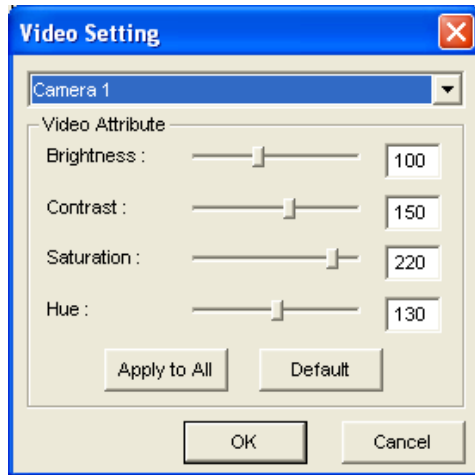 Video Setting
Camera 1
Video Attribute
Brightness : 100
Contrast : 150
Saturation : 220
Hue : 130
Apply to All Default
OK Cancel